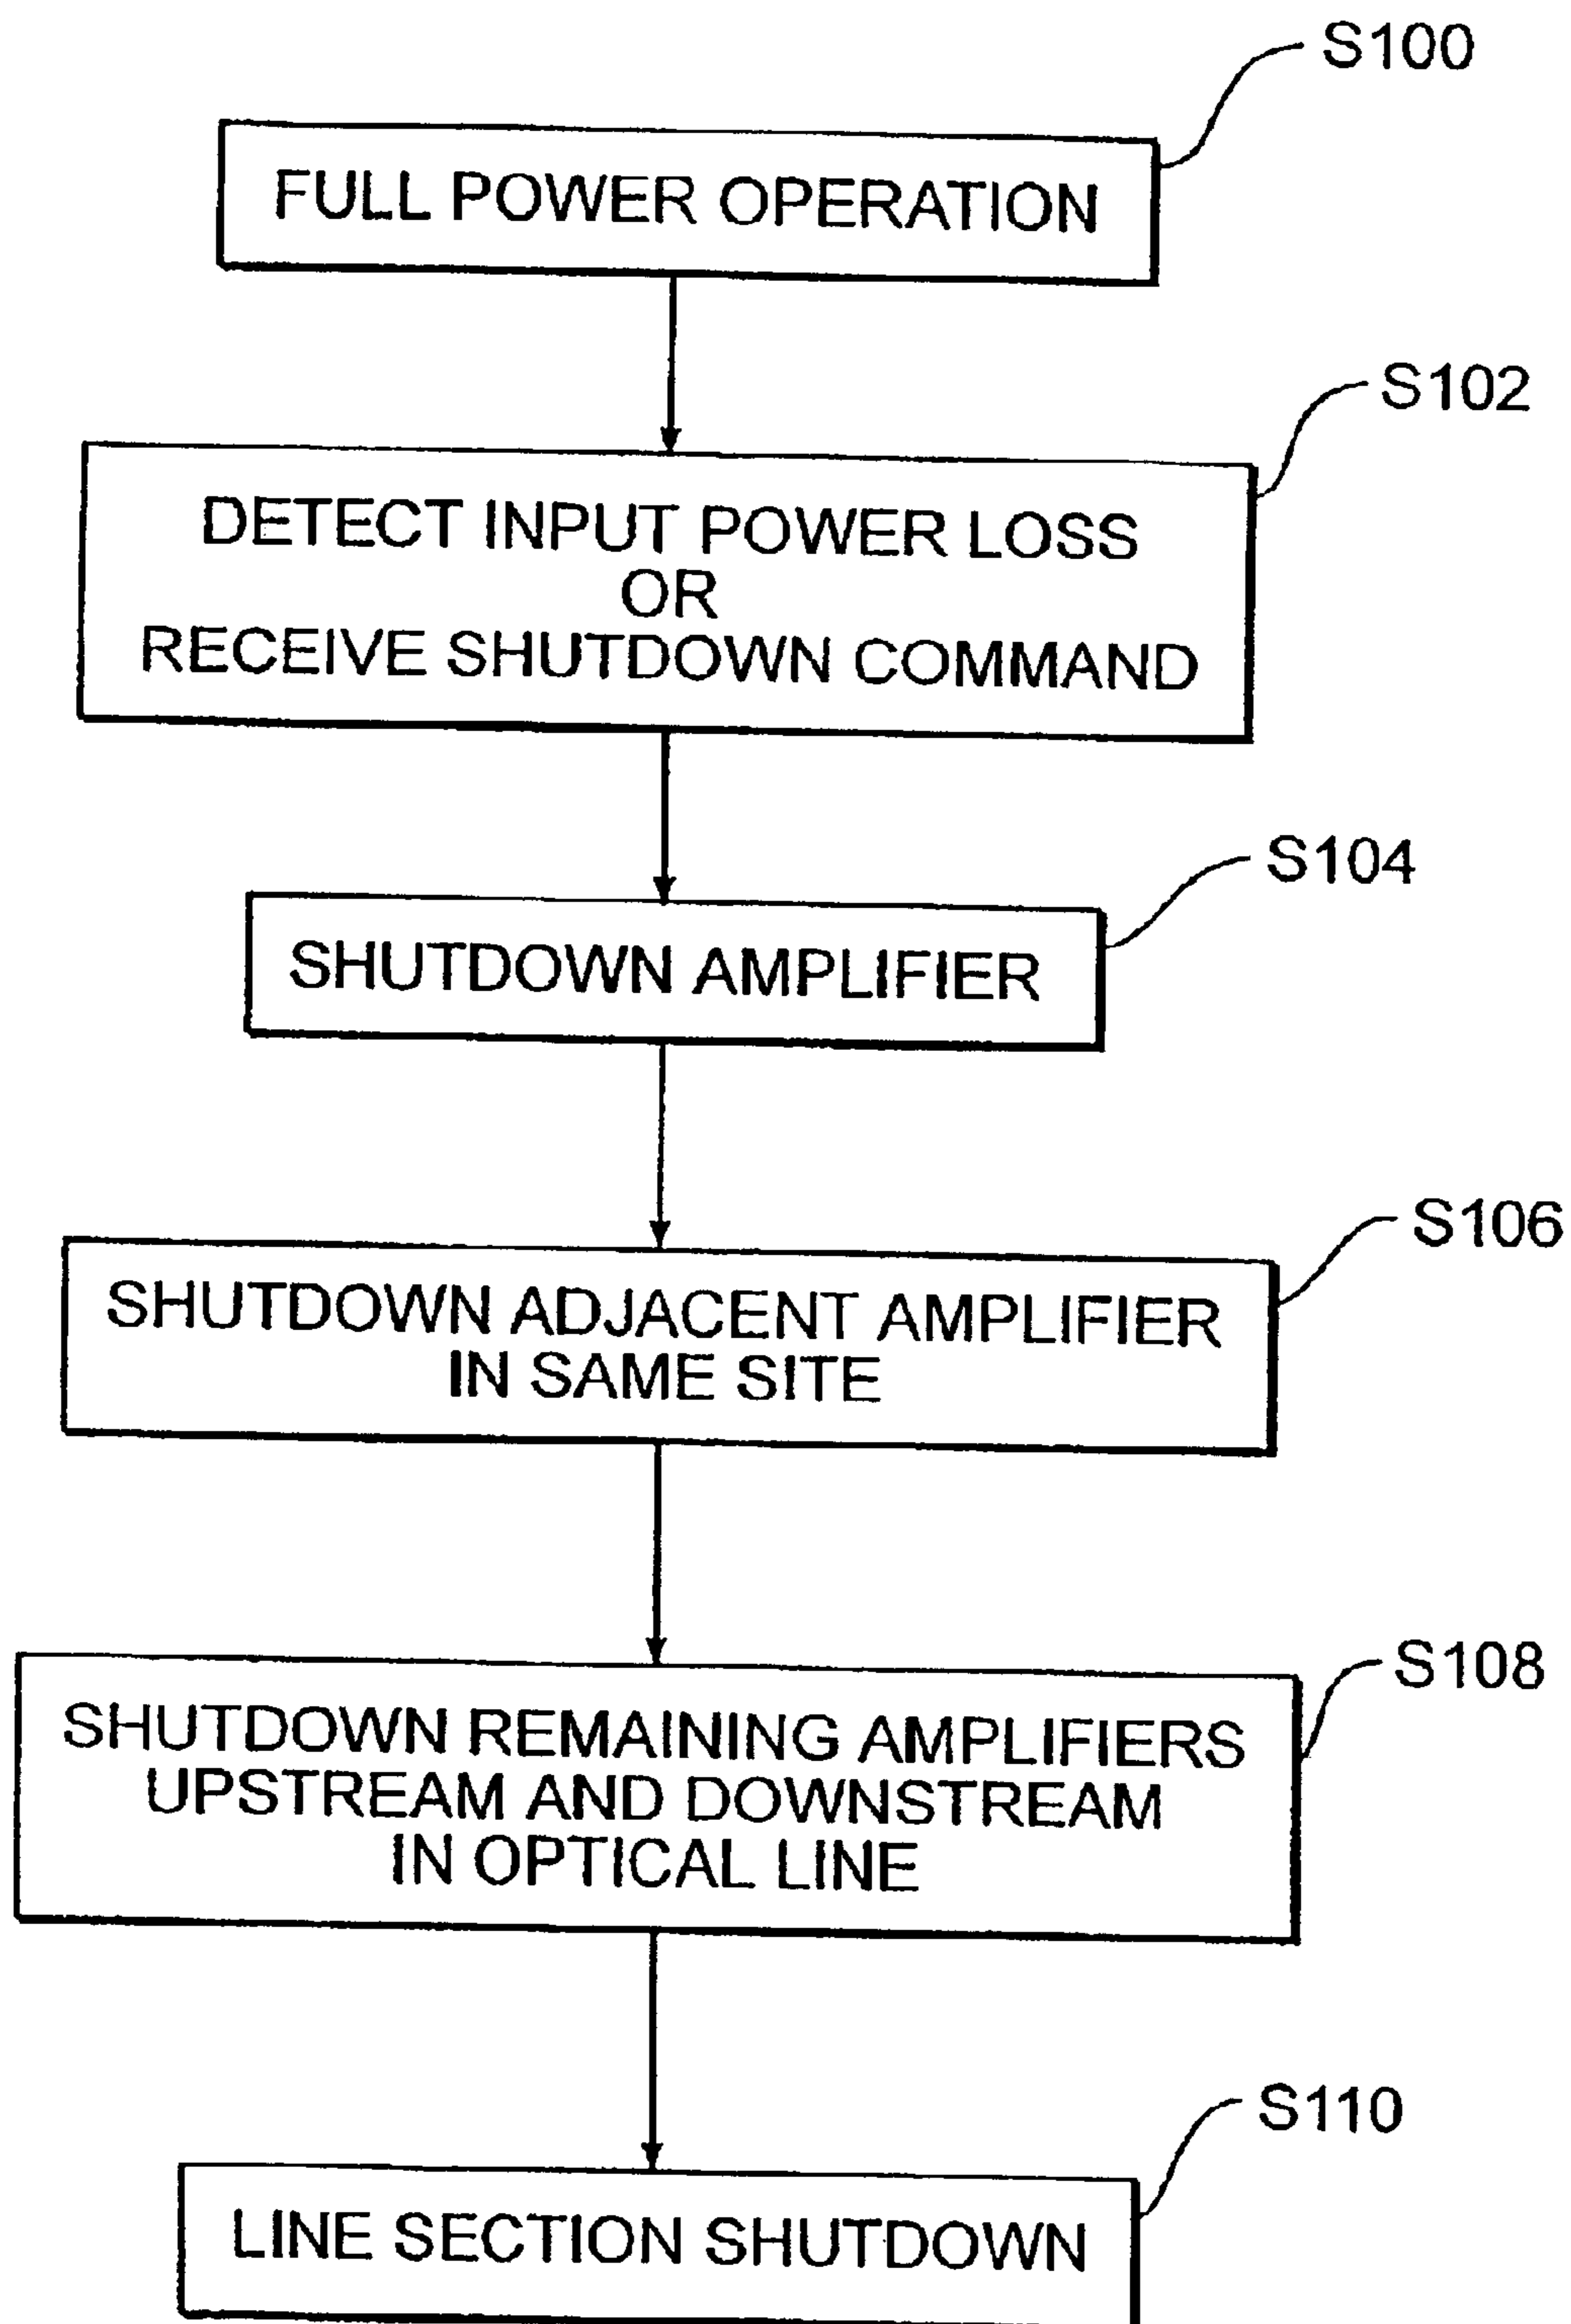 S100
FULL POWER OPERATION
S102
DETECT INPUT POWER LOSS
OR
RECEIVE SHUTDOWN COMMAND
S104
SHUTDOWN AMPLIFIER
S106
SHUTDOWN ADJACENT AMPLIFIER
IN SAME SITE
S108
SHUTDOWN REMAINING AMPLIFIERS
UPSTREAM AND DOWNSTREAM
IN OPTICAL LINE
S110
LINE SECTION SHUTDOWN